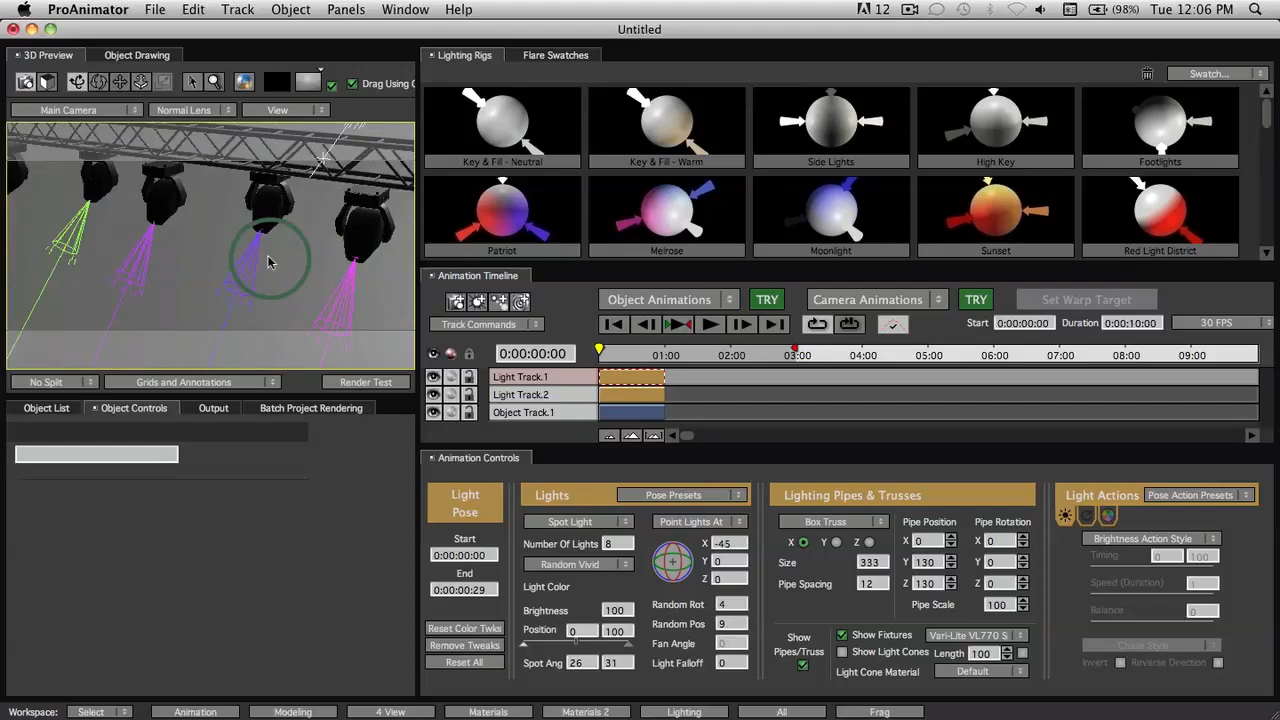 ProAnimator File Edit Track Object Panels Window Help 12 (98%) Tue 12:06 PM
Untitled
3D Preview Object Drawing
Drag Using C
Main Camera Normal Lens View
No Split Grids and Annotations Render Test
Object List Object Controls Output Batch Project Rendering
Lighting Rigs Flare Swatches
Swatch...
Key & Fill - Neutral Key & Fill - Warm Side Lights High Key Footlights
Patriot Melrose Moonlight Sunset Red Light District
Animation Timeline
Object Animations TRY Camera Animations TRY Set Warp Target
Track Commands Start 0:00:00:00 Duration 0:00:10:00 30 FPS
0:00:00:00 01:00 02:00 03:00 04:00 05:00 06:00 07:00 08:00 09:00
Light Track.1
Light Track.2
Object Track.1
Animation Controls
Light Pose
Start
0:00:00:00
End
0:00:00:29
Reset Color Twks
Remove Tweaks
Reset All
Lights Pose Presets
Spot Light Point Lights At
Number Of Lights 8 X -45
Random Vivid Y 0
Light Color Z 0
Brightness 100 Random Rot 4
Position 0 100 Random Pos 9
Fan Angle 0
Spot Ang 26 31 Light Falloff 0
Lighting Pipes & Trusses
Box Truss Pipe Position Pipe Rotation
X Y Z X 0 X 0
Size 333 Y 130 Y 0
Pipe Spacing 12 Z 130 Z 0
Pipe Scale 100
Show Pipes/Truss
Show Fixtures Vari-Lite VL770 S
Show Light Cones Length 100
Light Cone Material Default
Light Actions Pose Action Presets
Brightness Action Style
Timing 0 100
Speed (Duration) 1
Balance 0
Chase Style
Invert Reverse Direction
Workspace: Select Animation Modeling 4 View Materials Materials 2 Lighting All Frag